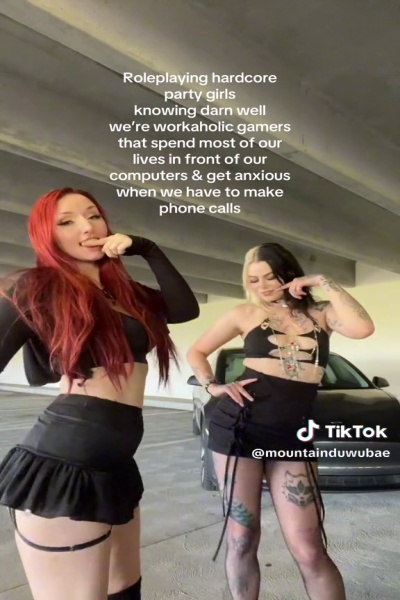 Roleplaying hardcore
party girls
knowing darn well
we're workaholic gamers
that spend most of our
lives in front of our
computers & get anxious
when we have to make
phone calls
TikTok
@mountainduwubae